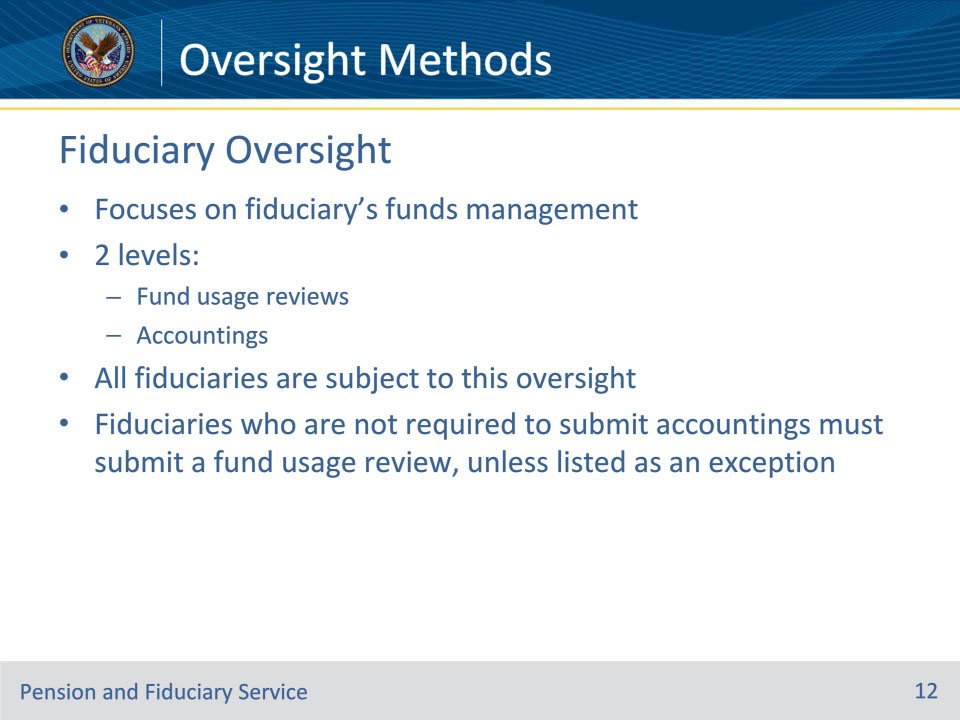 Oversight Methods
Fiduciary Oversight
• Focuses on fiduciary’s funds management
• 2 levels:
– Fund usage reviews
– Accountings
• All fiduciaries are subject to this oversight
• Fiduciaries who are not required to submit accountings must
submit a fund usage review, unless listed as an exception
Pension and Fiduciary Service
12